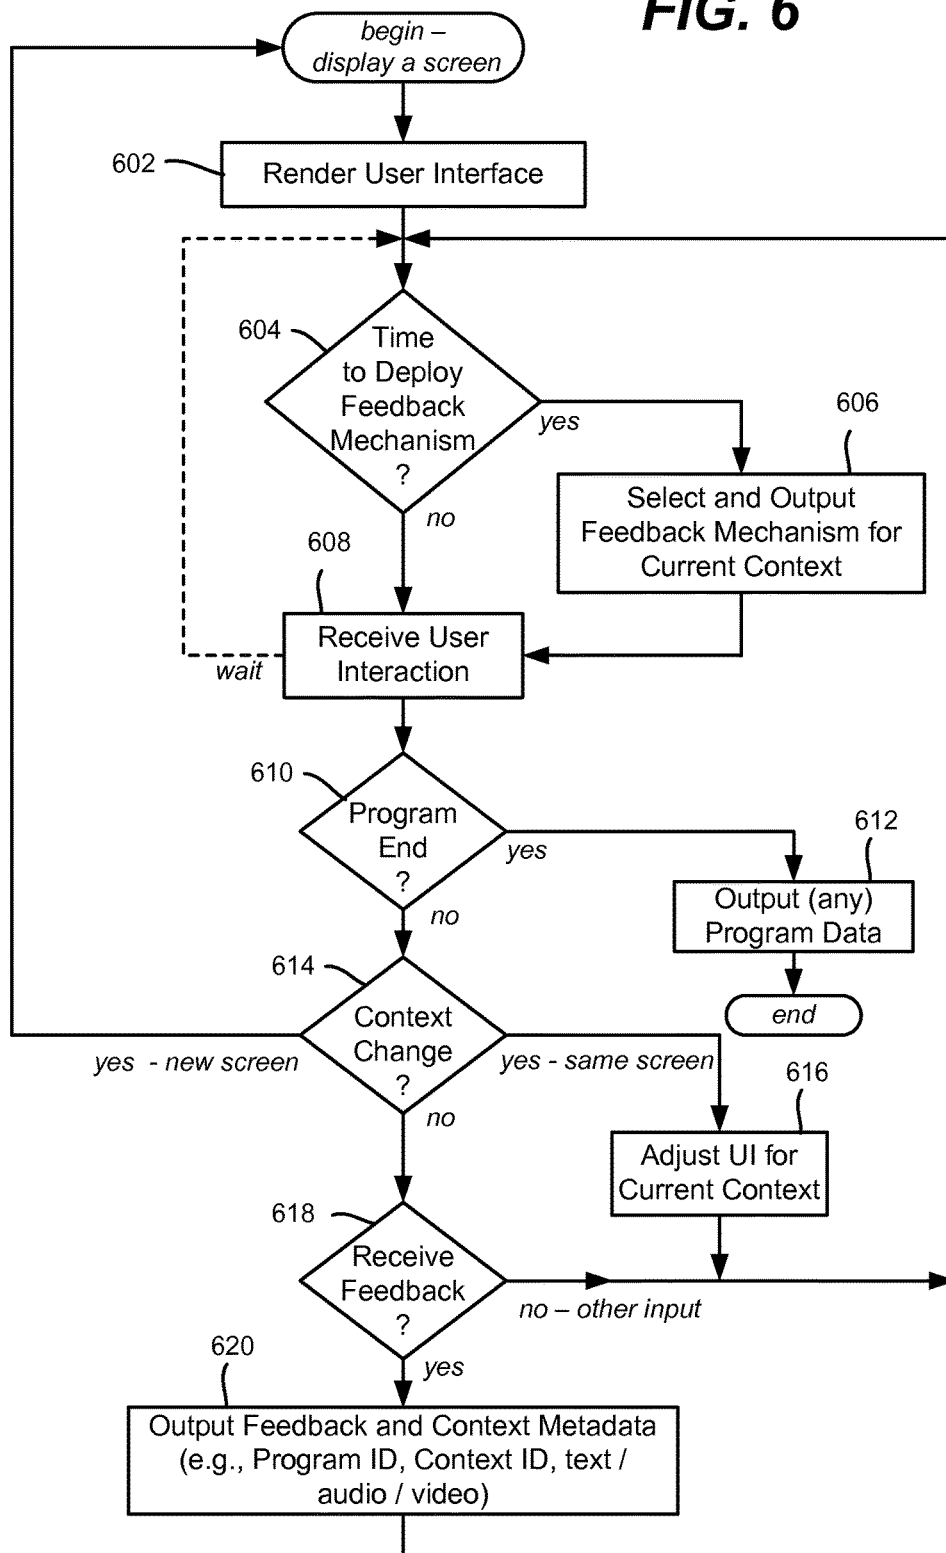 FIG. 6
begin –
display a screen
602
Render User Interface
604
Time
to Deploy
Feedback
Mechanism
?
yes
606
Select and Output
Feedback Mechanism for
Current Context
no
608
Receive User
Interaction
wait
610
Program
End
?
yes
612
Output (any)
Program Data
no
end
614
Context
Change
?
yes - new screen
yes - same screen
616
Adjust UI for
Current Context
no
618
Receive
Feedback
?
no – other input
yes
620
Output Feedback and Context Metadata
(e.g., Program ID, Context ID, text /
audio / video)